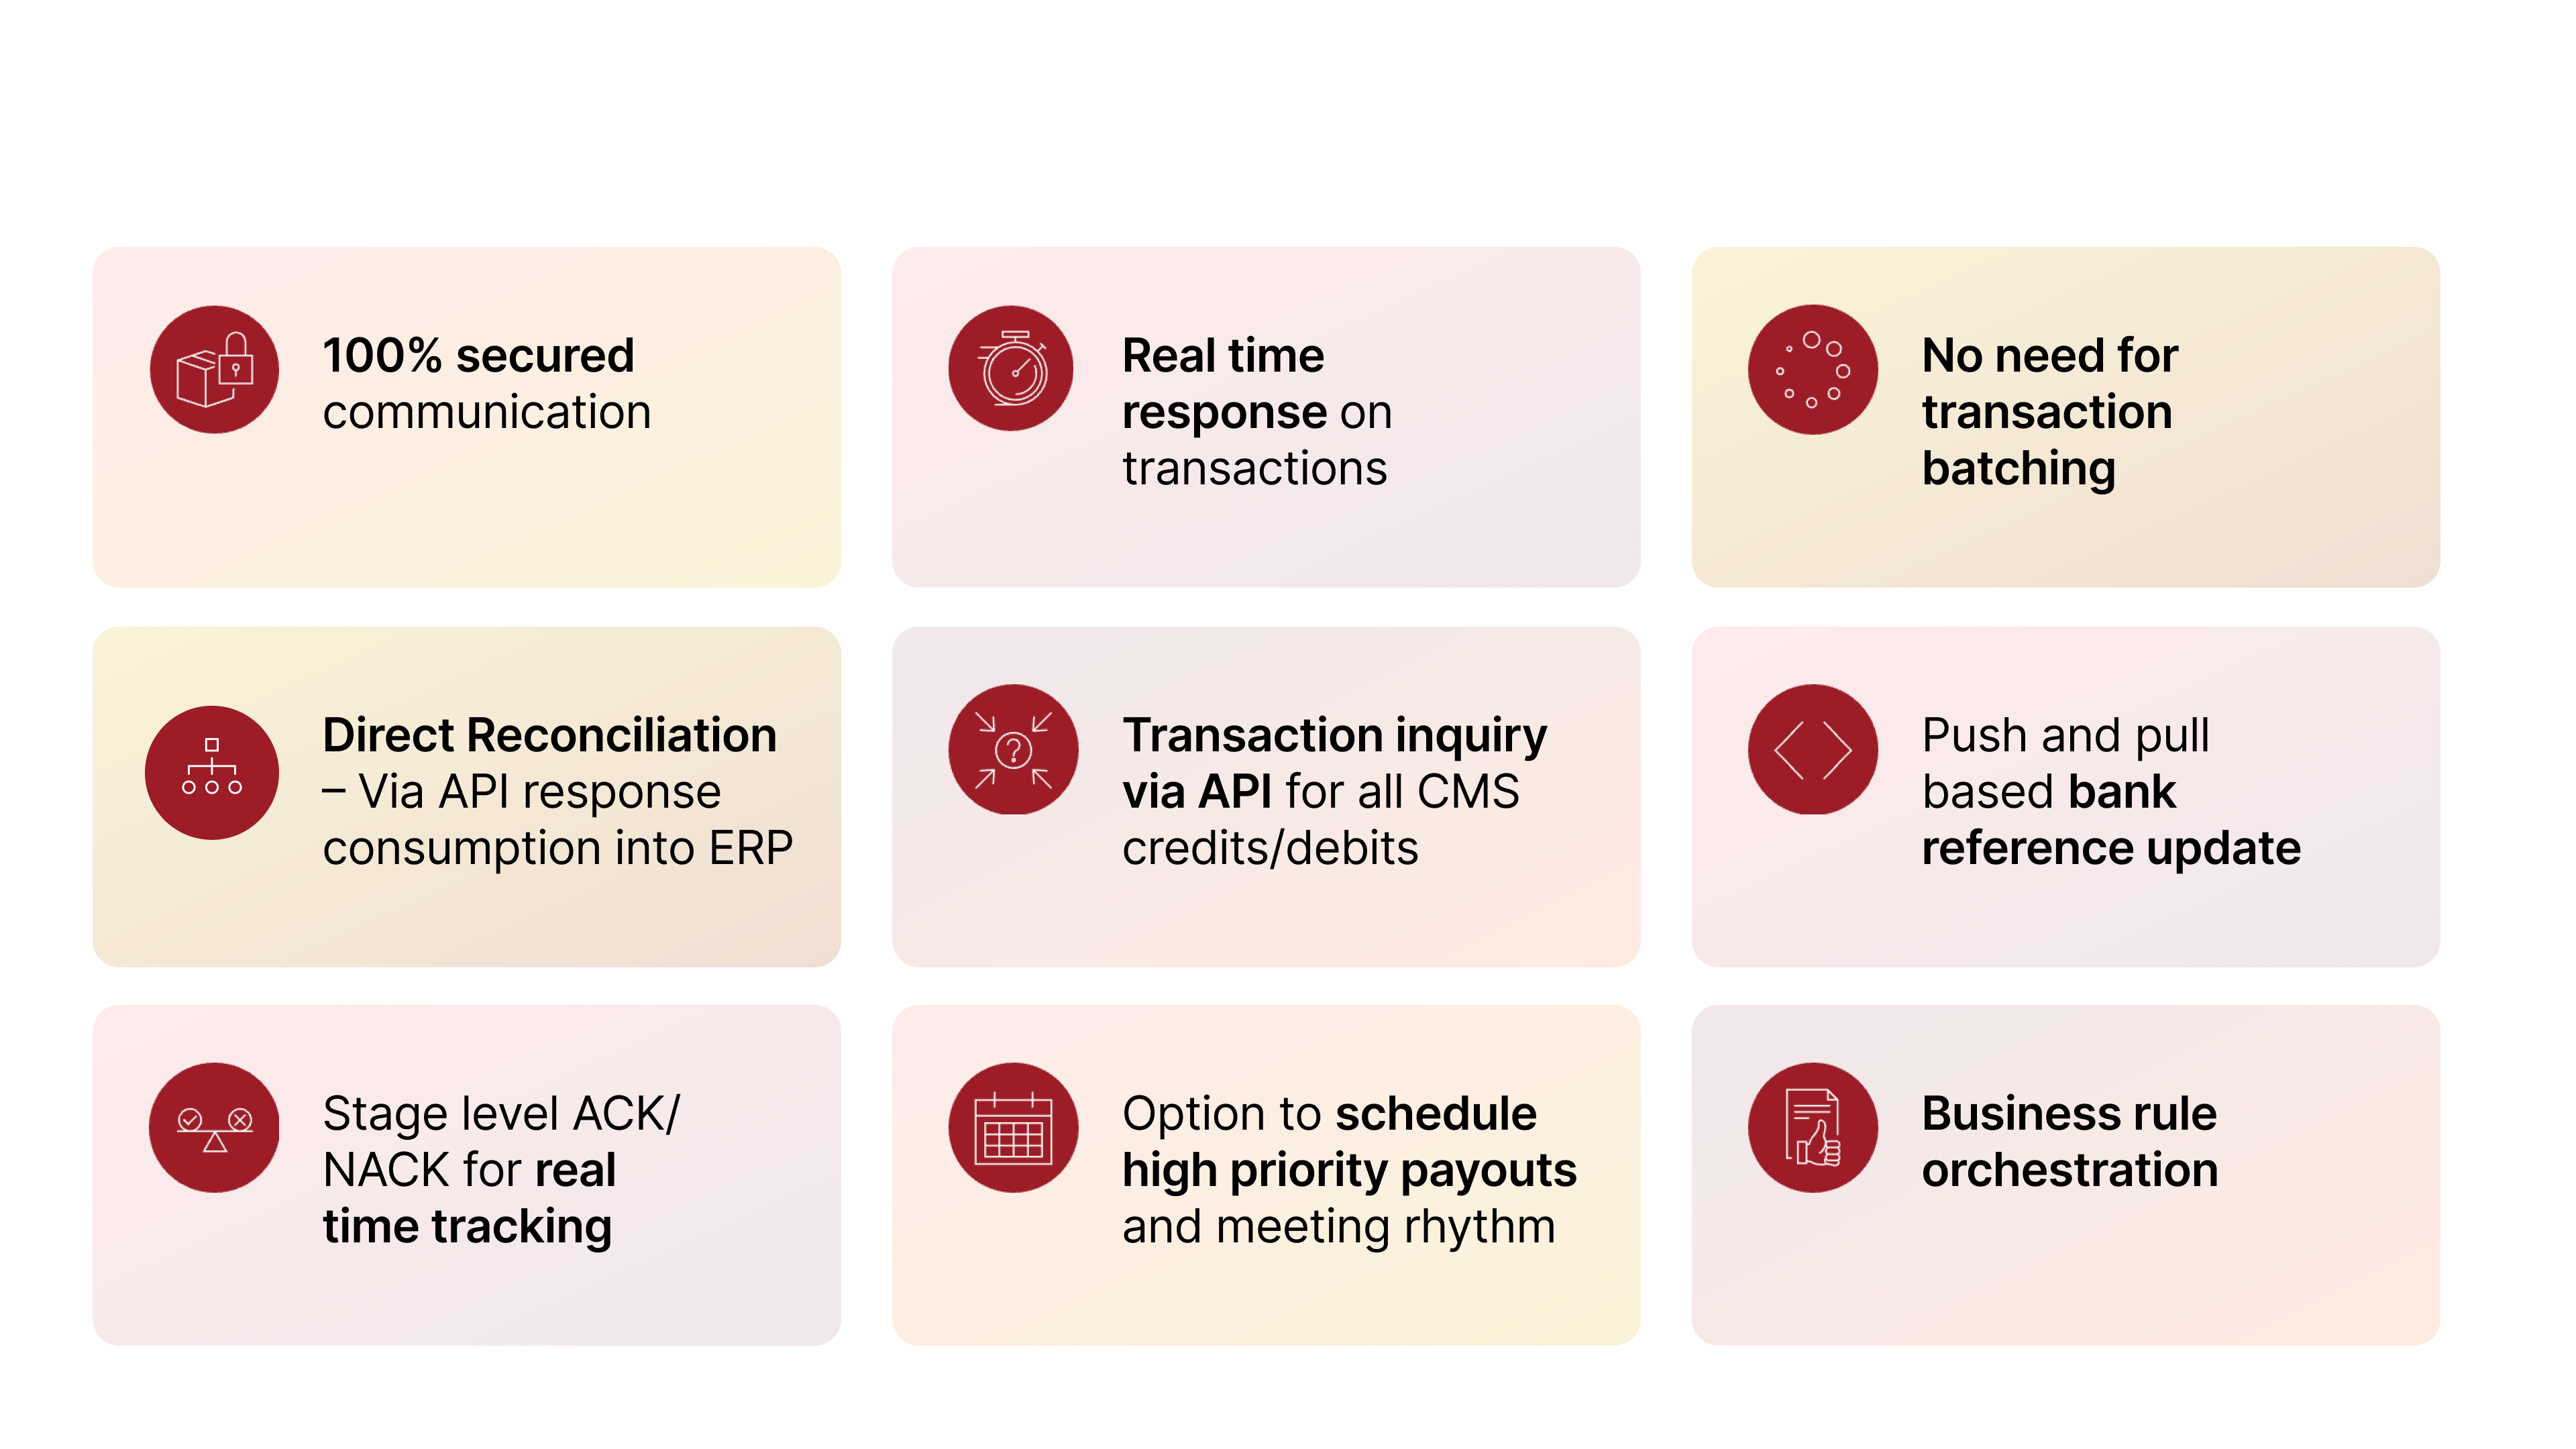 100% secured
communication
Real time
response on
transactions
No need for
transaction
batching
Direct Reconciliation
– Via API response
consumption into ERP
Transaction inquiry
via API for all CMS
credits/debits
Push and pull
based bank
reference update
Stage level ACK/
NACK for real
time tracking
Option to schedule
high priority payouts
and meeting rhythm
Business rule
orchestration